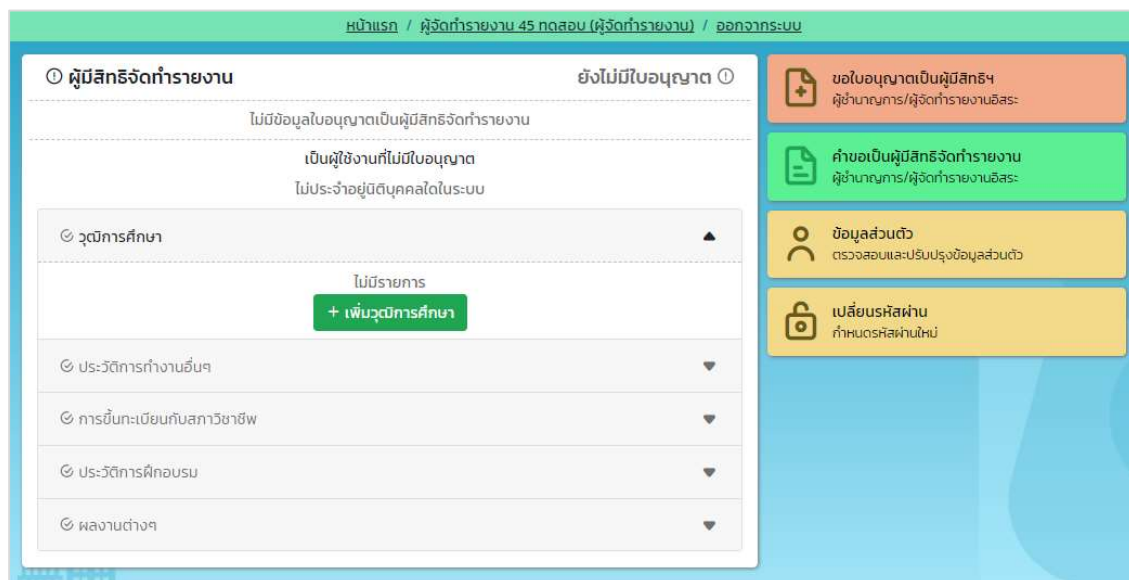 หน้าแรก / ผู้จัดทำรายงาน 45 ทดสอบ (ผู้จัดทำรายงาน) / ออกจากระบบ
ผู้มีสิทธิจัดทำรายงาน
ยังไม่มีใบอนุญาต
ไม่มีข้อมูลใบอนุญาตเป็นผู้มีสิทธิจัดทำรายงาน
เป็นผู้ใช้งานที่ไม่มีใบอนุญาต
ไม่ประจำอยู่นิติบุคคลใดในระบบ
วุฒิการศึกษา
ไม่มีรายการ
+ เพิ่มวุฒิการศึกษา
ประวัติการทำงานอื่นๆ
การขึ้นทะเบียนกับสภาวิชาชีพ
ประวัติการฝึกอบรม
ผลงานต่างๆ
ขอใบอนุญาตเป็นผู้มีสิทธิฯ
ผู้ชำนาญการ/ผู้จัดทำรายงานอิสระ
คำขอเป็นผู้มีสิทธิจัดทำรายงาน
ผู้ชำนาญการ/ผู้จัดทำรายงานอิสระ
ข้อมูลส่วนตัว
ตรวจสอบและปรับปรุงข้อมูลส่วนตัว
เปลี่ยนรหัสผ่าน
กำหนดรหัสผ่านใหม่